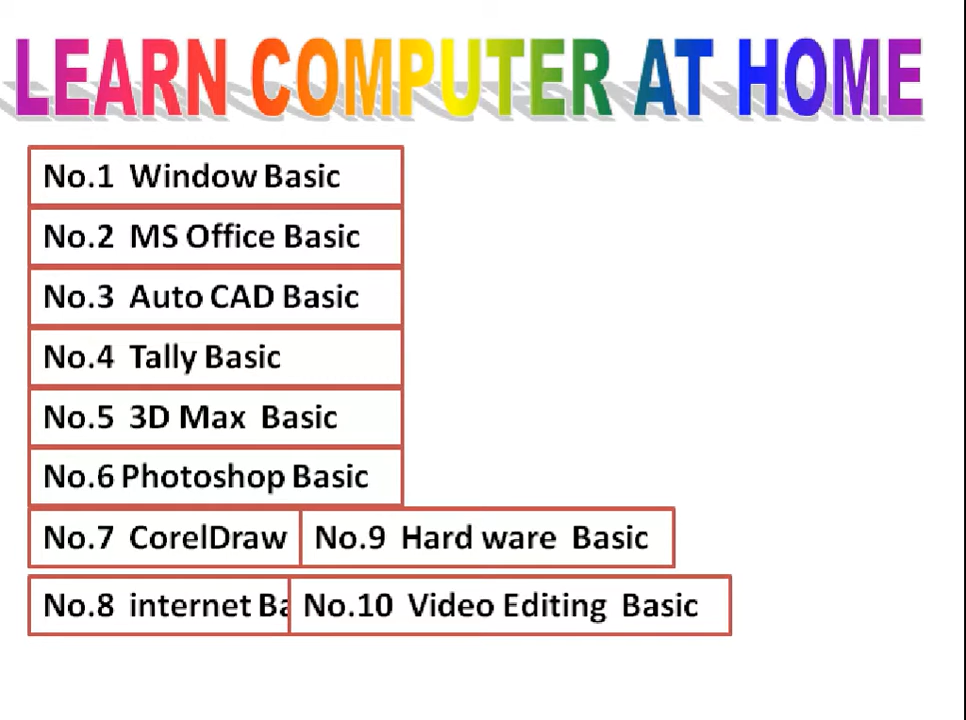 LEARN COMPUTER AT HOME
No.1 Window Basic
No.2 MS Office Basic
No.3 Auto CAD Basic
No.4 Tally Basic
No.5 3D Max Basic
No.6 Photoshop Basic
No.7 CorelDraw
No.9 Hard ware Basic
No.8 internet Ba
No.10 Video Editing Basic